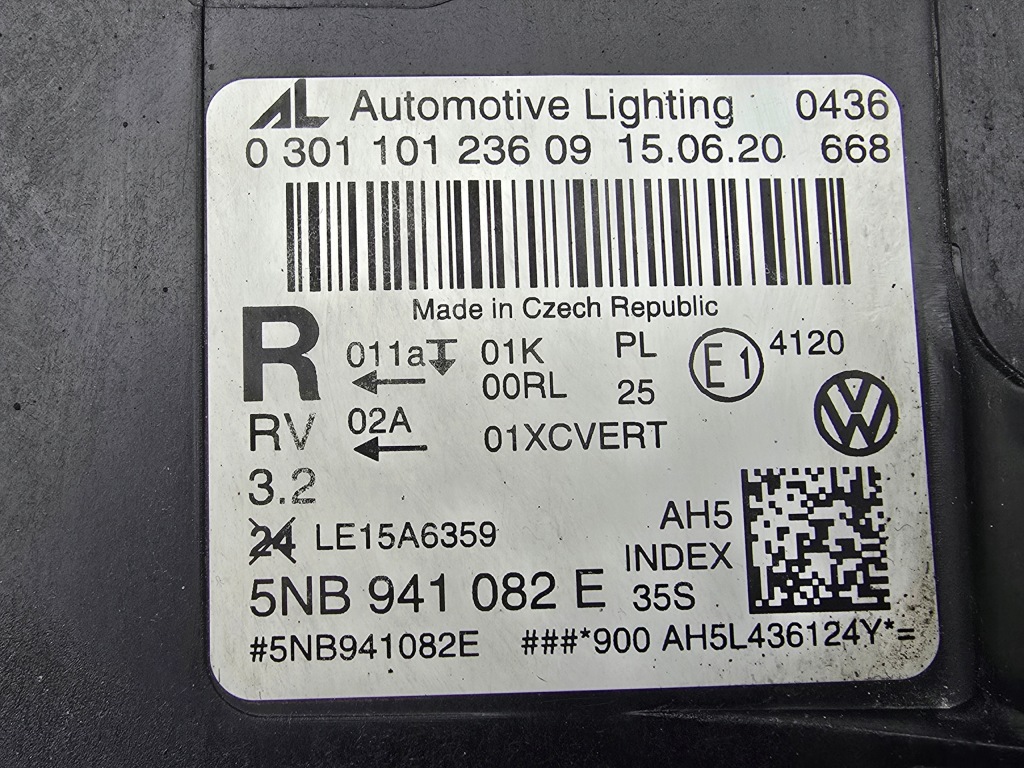 AL Automotive Lighting 0436
0 301 101 236 09 15.06.20 668
Made in Czech Republic
R 011a 01K PL E1 4120
00RL 25
RV 02A 01XCVERT
3.2
24 LE15A6359 AH5
INDEX
5NB 941 082 E 35S
#5NB941082E ###*900 AH5L436124Y*=